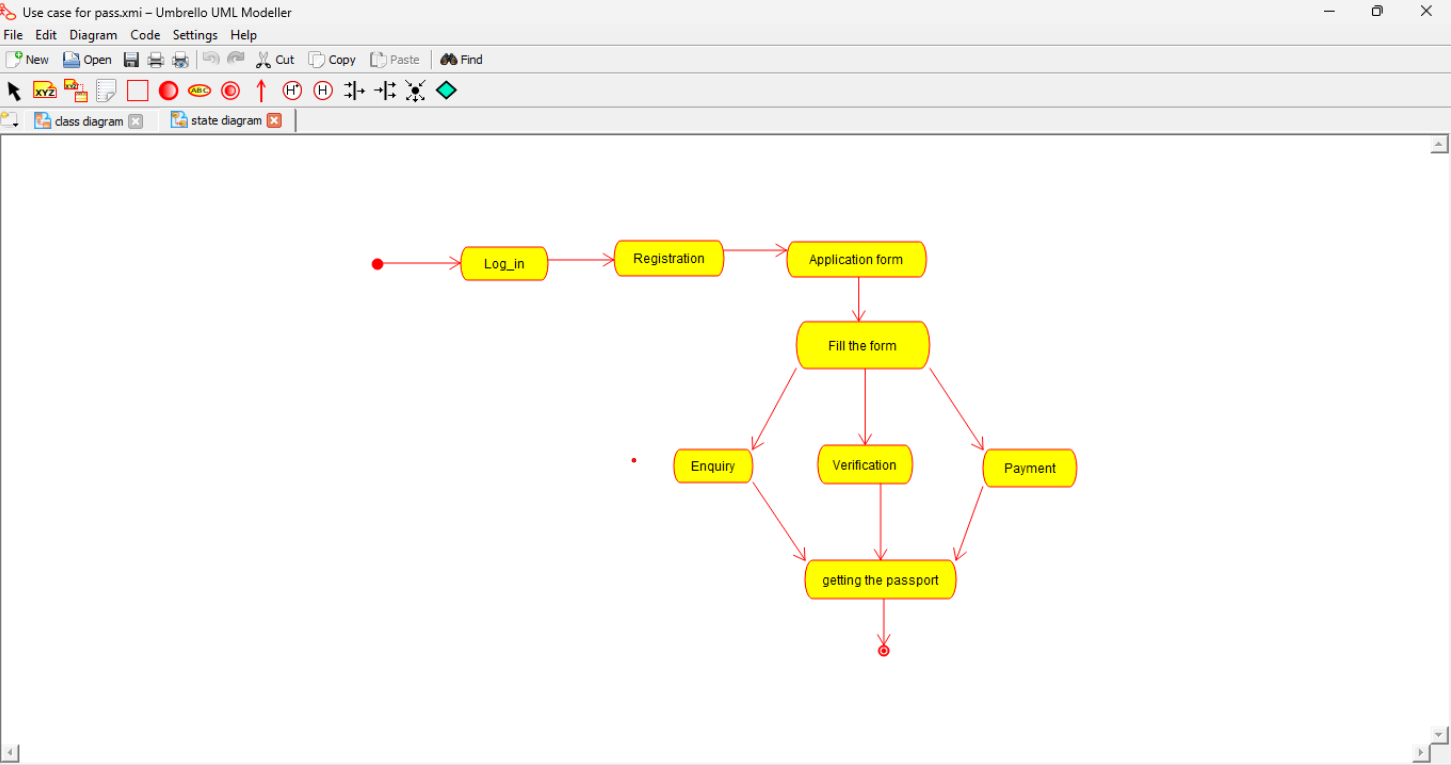 Use case for pass.xmi – Umbrello UML Modeller
File Edit Diagram Code Settings Help
New Open Cut Copy Paste Find
XYZ XYZ ABC H* H
class diagram state diagram
Log_in Registration Application form
Fill the form
Enquiry Verification Payment
getting the passport